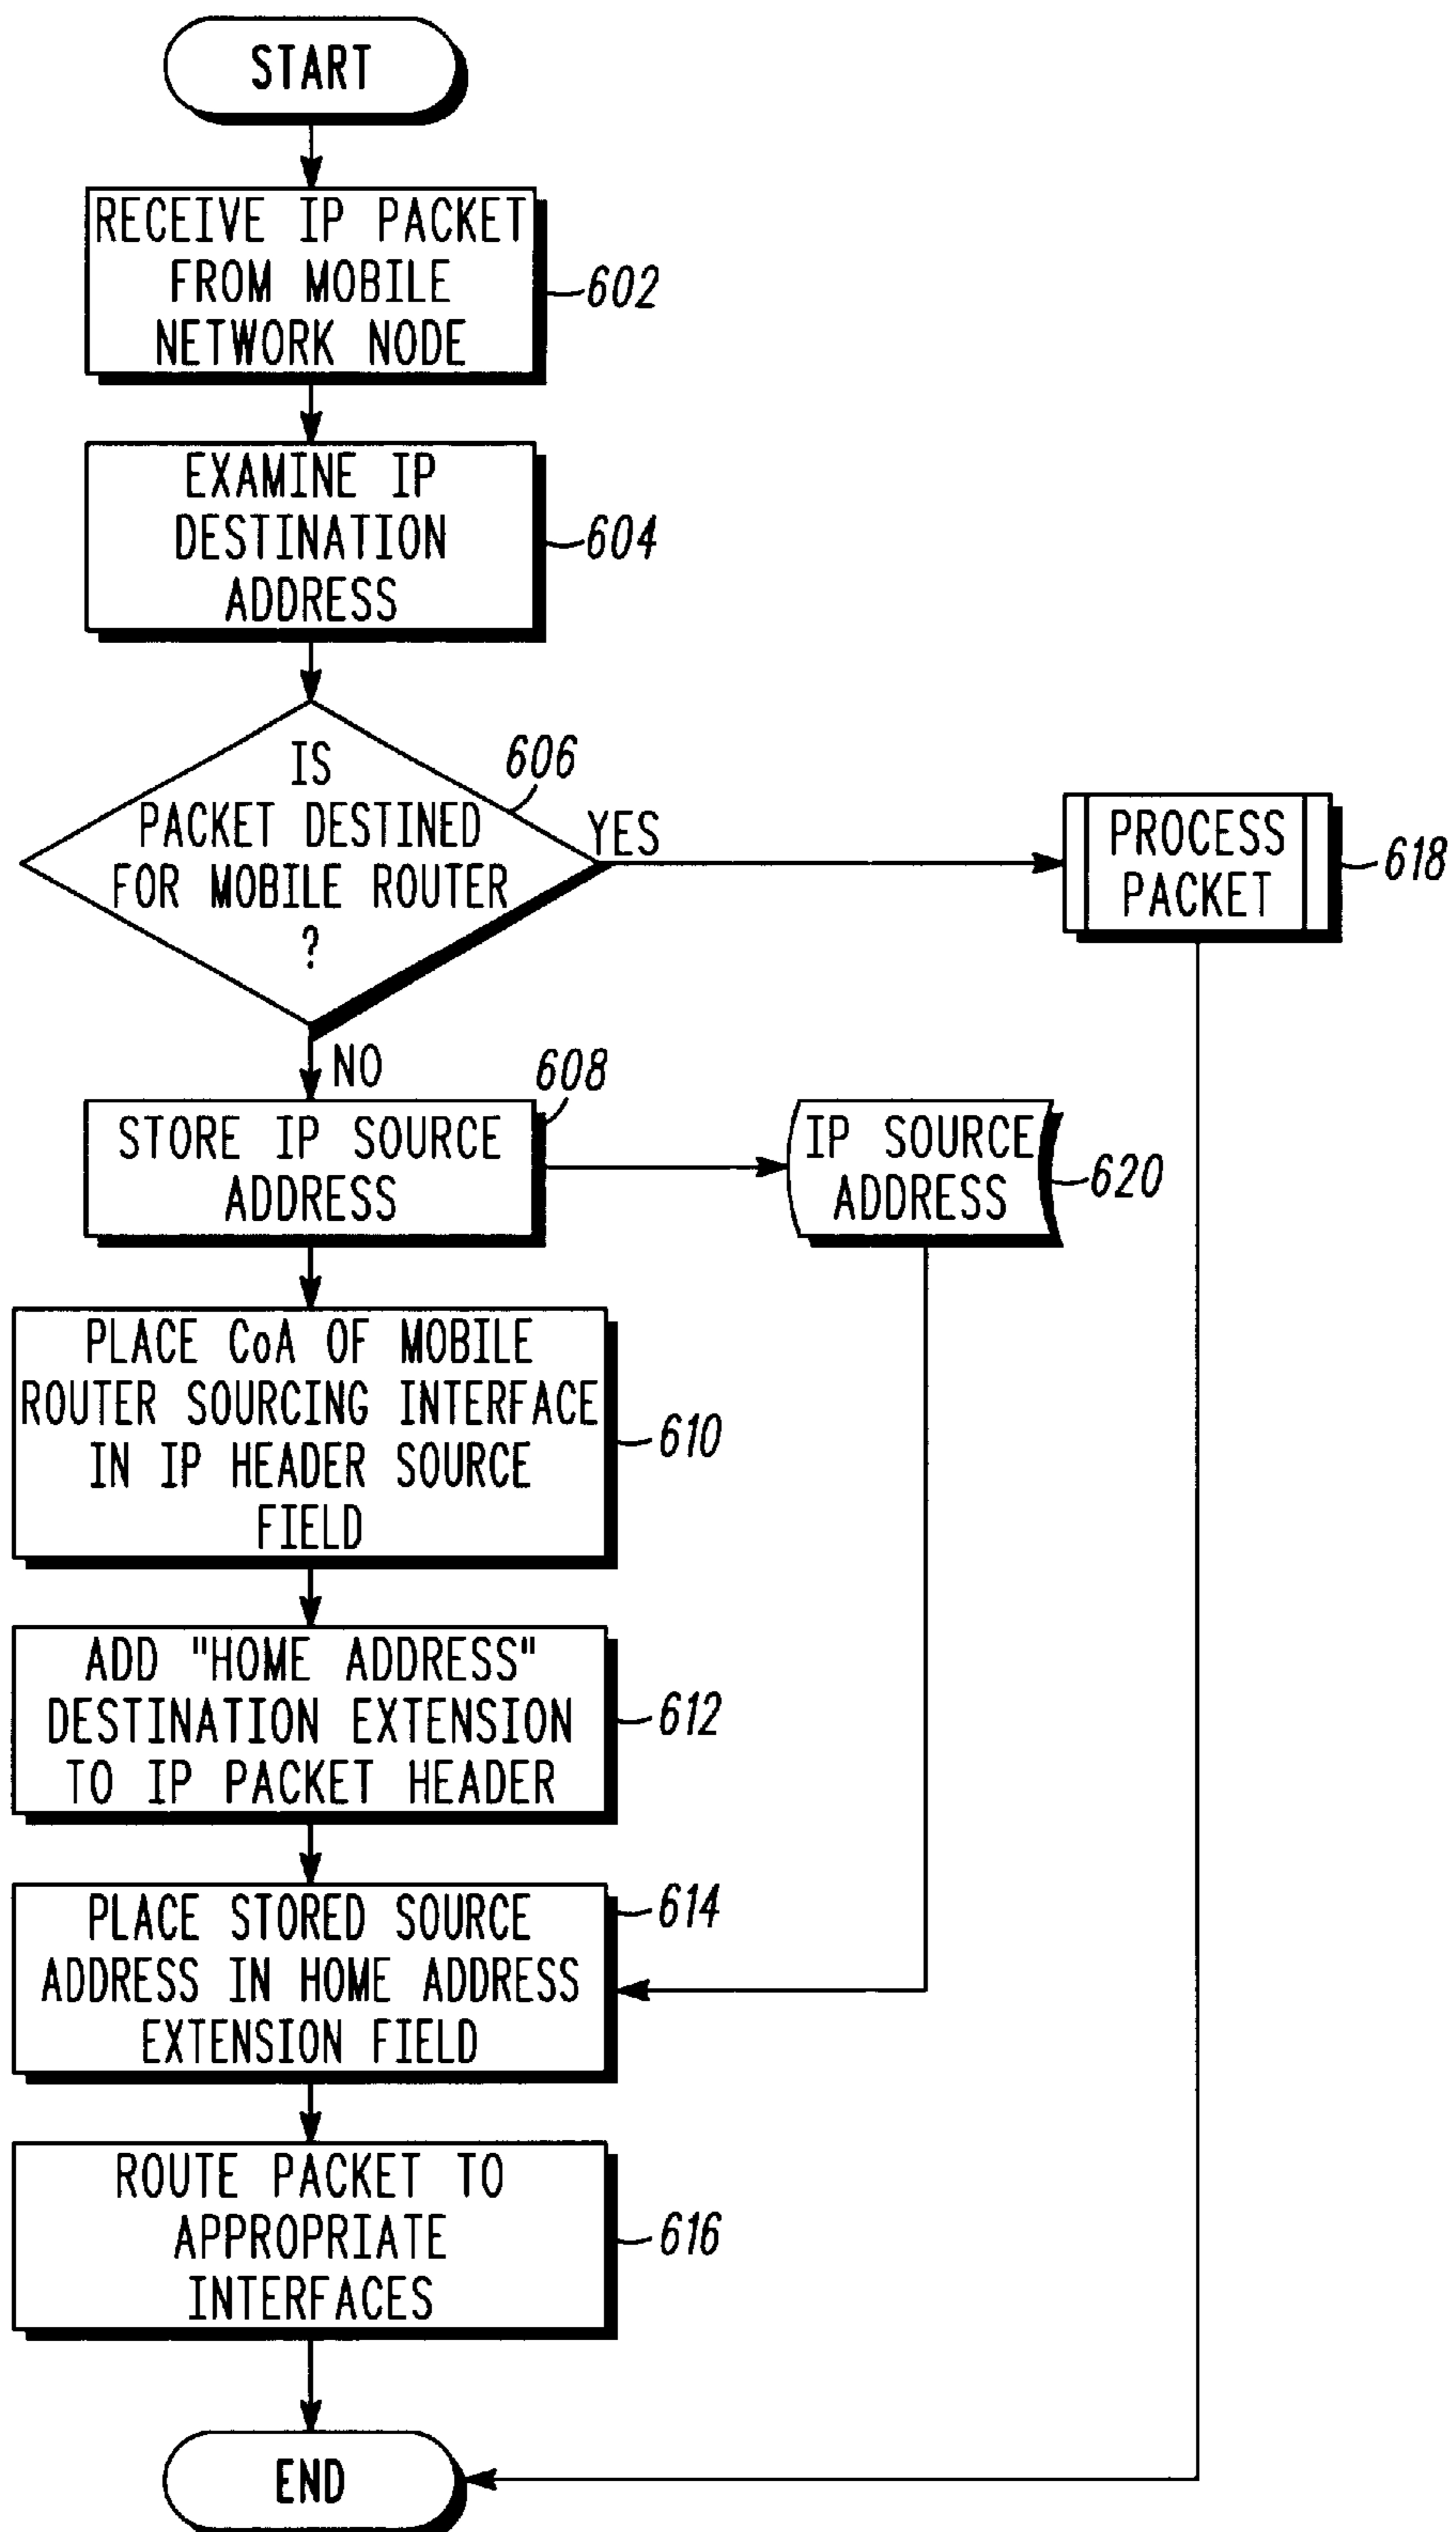 START
RECEIVE IP PACKET
FROM MOBILE
NETWORK NODE
602
EXAMINE IP
DESTINATION
ADDRESS
604
IS
PACKET DESTINED
FOR MOBILE ROUTER
?
606
YES
PROCESS
PACKET
618
NO
STORE IP SOURCE
ADDRESS
608
IP SOURCE
ADDRESS
620
PLACE CoA OF MOBILE
ROUTER SOURCING INTERFACE
IN IP HEADER SOURCE
FIELD
610
ADD "HOME ADDRESS"
DESTINATION EXTENSION
TO IP PACKET HEADER
612
PLACE STORED SOURCE
ADDRESS IN HOME ADDRESS
EXTENSION FIELD
614
ROUTE PACKET TO
APPROPRIATE
INTERFACES
616
END